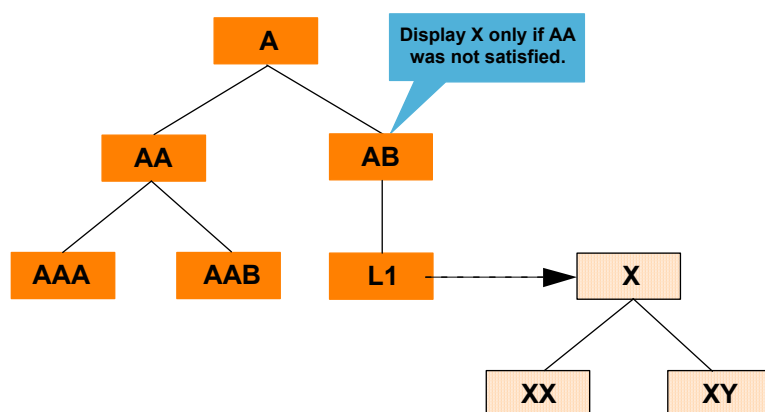 A
Display X only if AA
was not satisfied.
AA
AB
AAA
AAB
L1
X
XX
XY